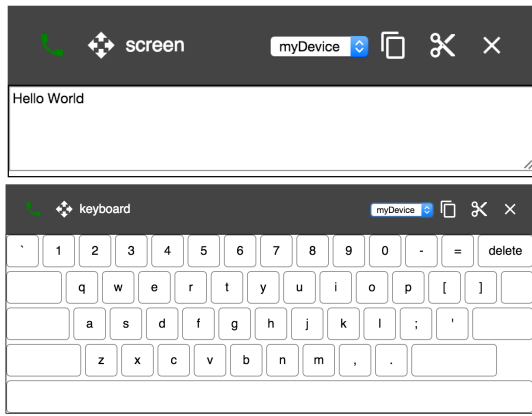 screen myDevice
Hello World
keyboard myDevice
` 1 2 3 4 5 6 7 8 9 0 - = delete
q w e r t y u i o p [ ]
a s d f g h j k l ; '
z x c v b n m , .